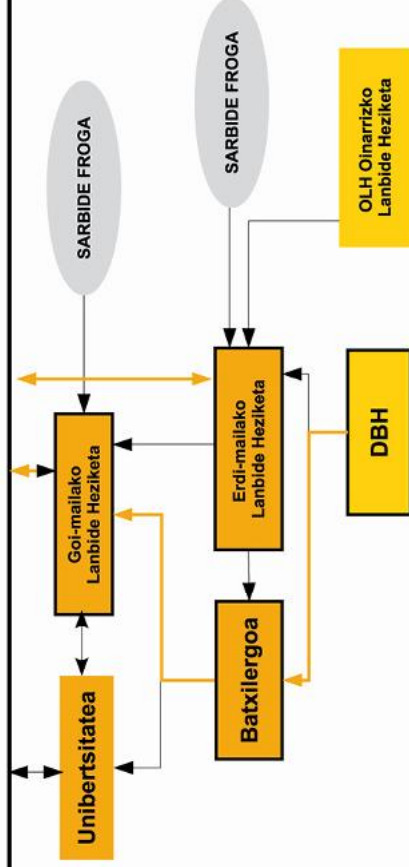 Unibertsitatea
Goi-mailako
Lanbide Heziketa
SARBIDE FROGA
Batxilergoa
Erdi-mailako
Lanbide Heziketa
SARBIDE FROGA
DBH
OLH Oinarrizko
Lanbide Heziketa